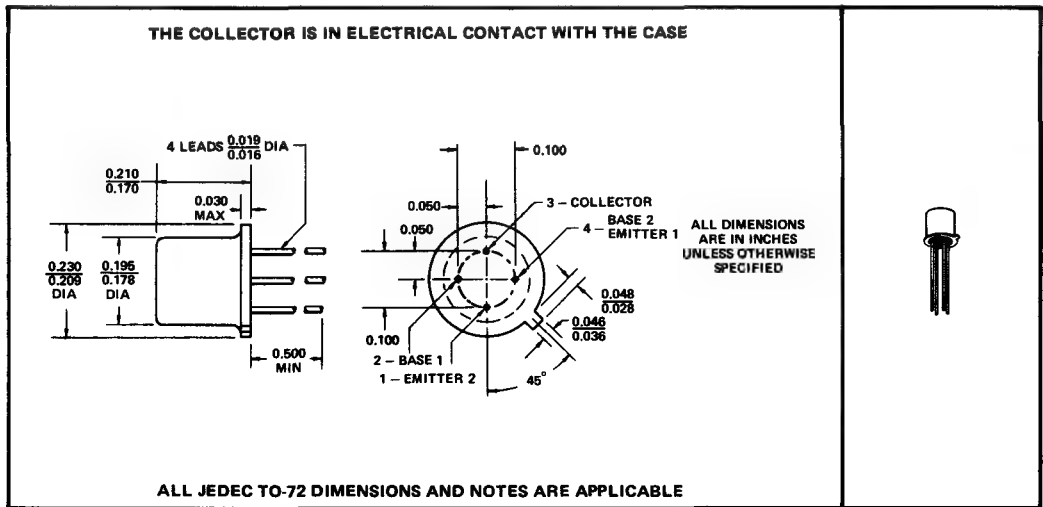 THE COLLECTOR IS IN ELECTRICAL CONTACT WITH THE CASE
4 LEADS 0.019 DIA
0.016
0.210
0.170
0.030
MAX
0.230
0.209
DIA
0.195
0.178
DIA
0.500
MIN
0.100
0.050
0.050
3 – COLLECTOR
4 – BASE 2
EMITTER 1
0.100
2 – BASE 1
1 – EMITTER 2
45°
0.048
0.028
0.046
0.036
ALL DIMENSIONS
ARE IN INCHES
UNLESS OTHERWISE
SPECIFIED
ALL JEDEC TO-72 DIMENSIONS AND NOTES ARE APPLICABLE